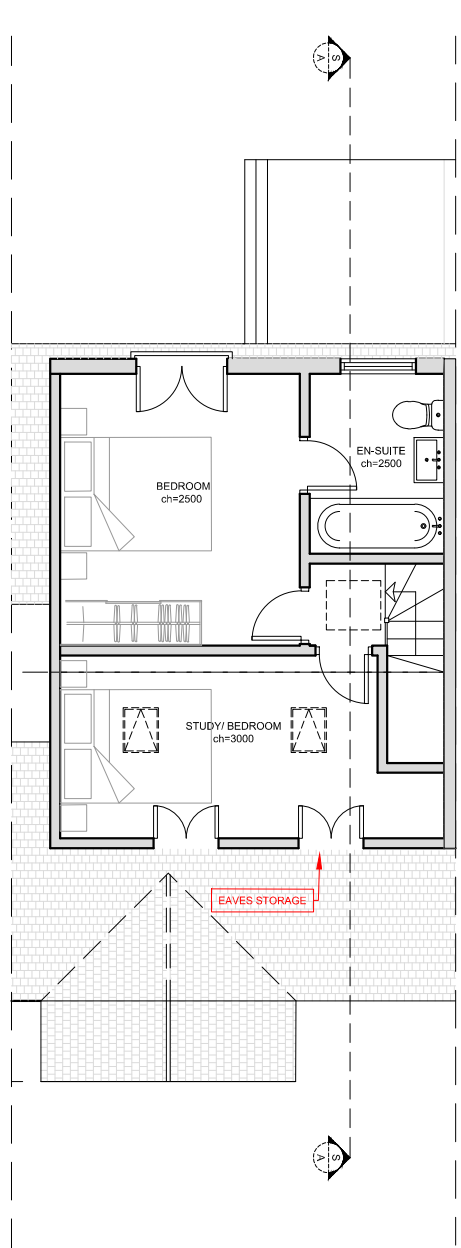 S
A
EN-SUITE
ch=2500
BEDROOM
ch=2500
STUDY/ BEDROOM
ch=3000
EAVES STORAGE
S
A